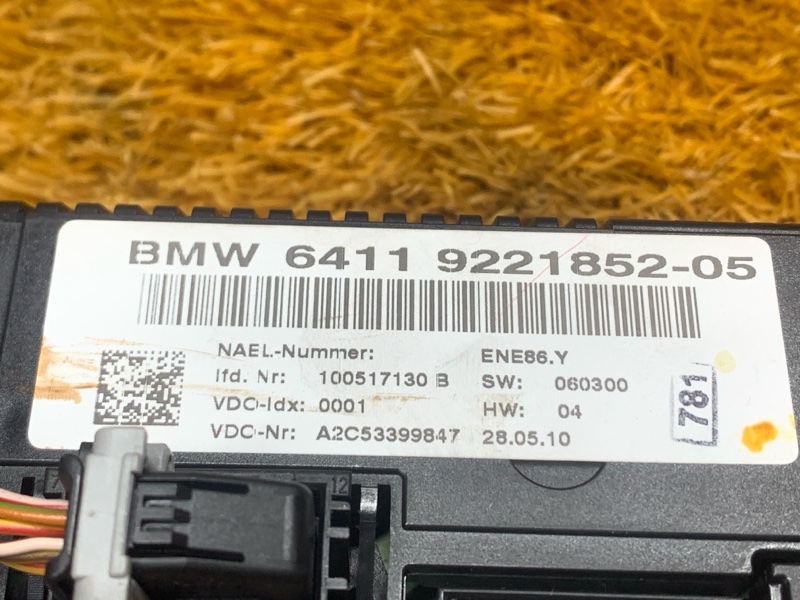 BMW 6411 9221852-05
NAEL-Nummer: ENE86.Y
lfd. Nr: 100517130 B SW: 060300
VDO-Idx: 0001 HW: 04
VDO-Nr: A2C53399847 28.05.10
781
12